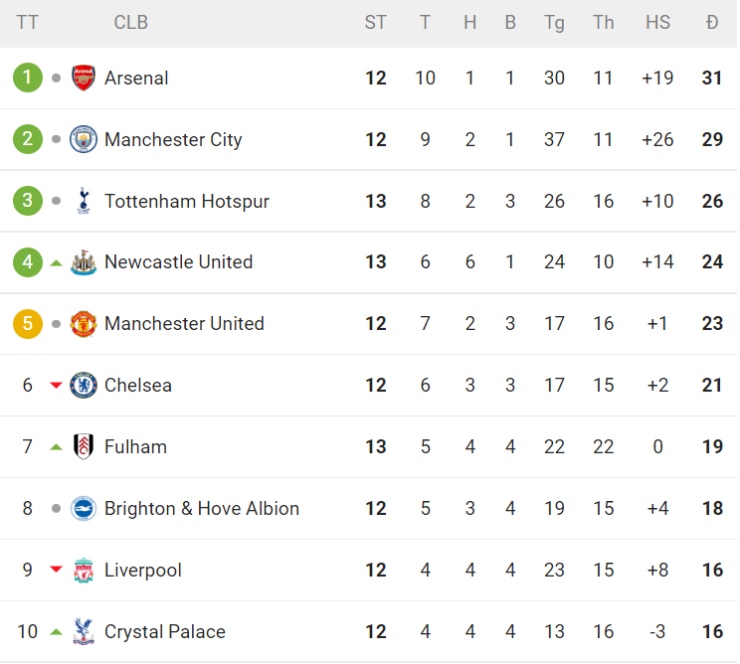 TT CLB ST T H B Tg Th HS Đ
1 Arsenal 12 10 1 1 30 11 +19 31
2 Manchester City 12 9 2 1 37 11 +26 29
3 Tottenham Hotspur 13 8 2 3 26 16 +10 26
4 Newcastle United 13 6 6 1 24 10 +14 24
5 Manchester United 12 7 2 3 17 16 +1 23
6 Chelsea 12 6 3 3 17 15 +2 21
7 Fulham 13 5 4 4 22 22 0 19
8 Brighton & Hove Albion 12 5 3 4 19 15 +4 18
9 Liverpool 12 4 4 4 23 15 +8 16
10 Crystal Palace 12 4 4 4 13 16 -3 16